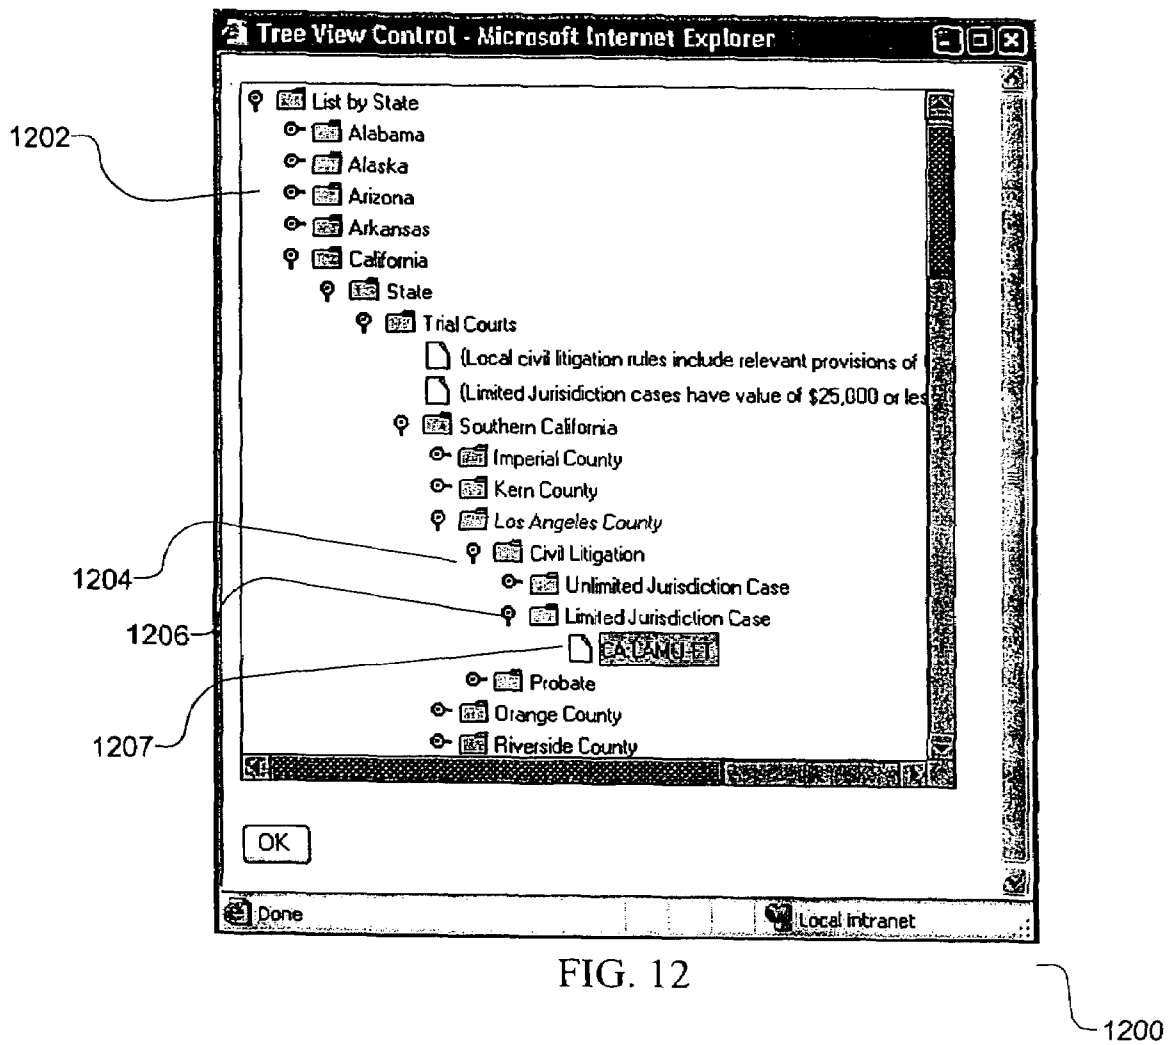 Tree View Control - Microsoft Internet Explorer
List by State
1202
Alabama
Alaska
Arizona
Arkansas
California
State
Trial Courts
(Local civil litigation rules include relevant provisions of
(Limited Jurisidiction cases have value of $25,000 or les
Southern California
Imperial County
Kern County
Los Angeles County
Civil Litigation
1204
Unlimited Jurisdiction Case
Limited Jurisdiction Case
1206
CA-LAMU-ET
Probate
Orange County
1207
Riverside County
OK
Done
Local intranet
FIG. 12
1200